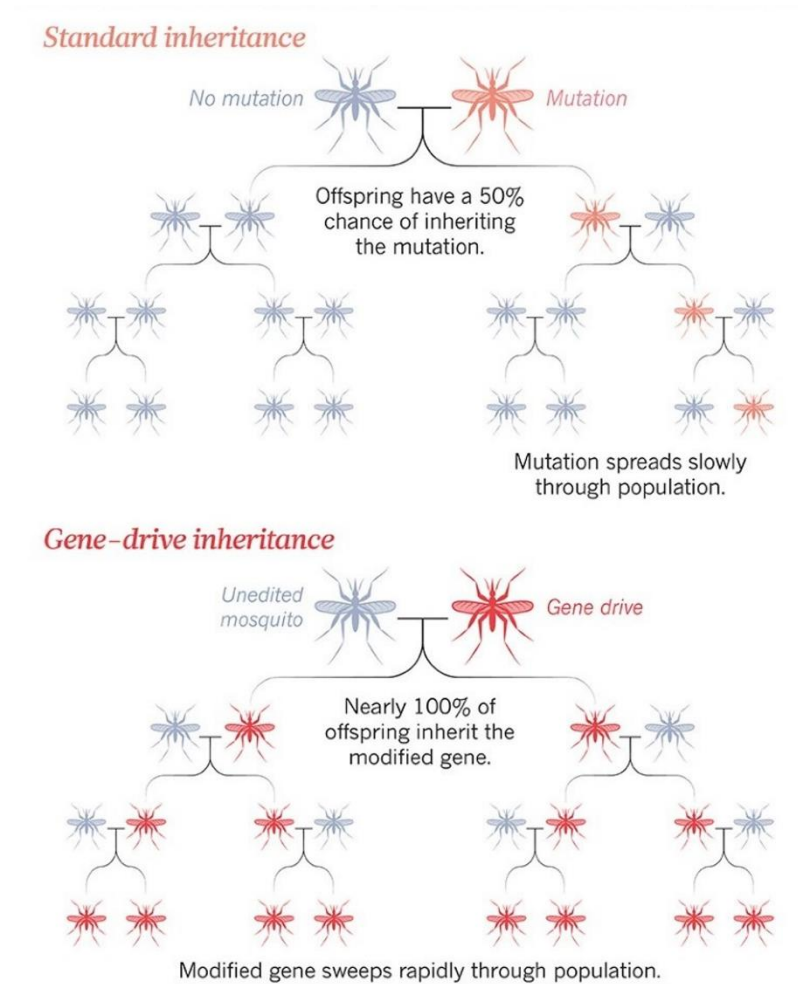 Standard inheritance
No mutation
Mutation
Offspring have a 50%
chance of inheriting
the mutation.
Mutation spreads slowly
through population.
Gene-drive inheritance
Unedited
mosquito
Gene drive
Nearly 100% of
offspring inherit the
modified gene.
Modified gene sweeps rapidly through population.